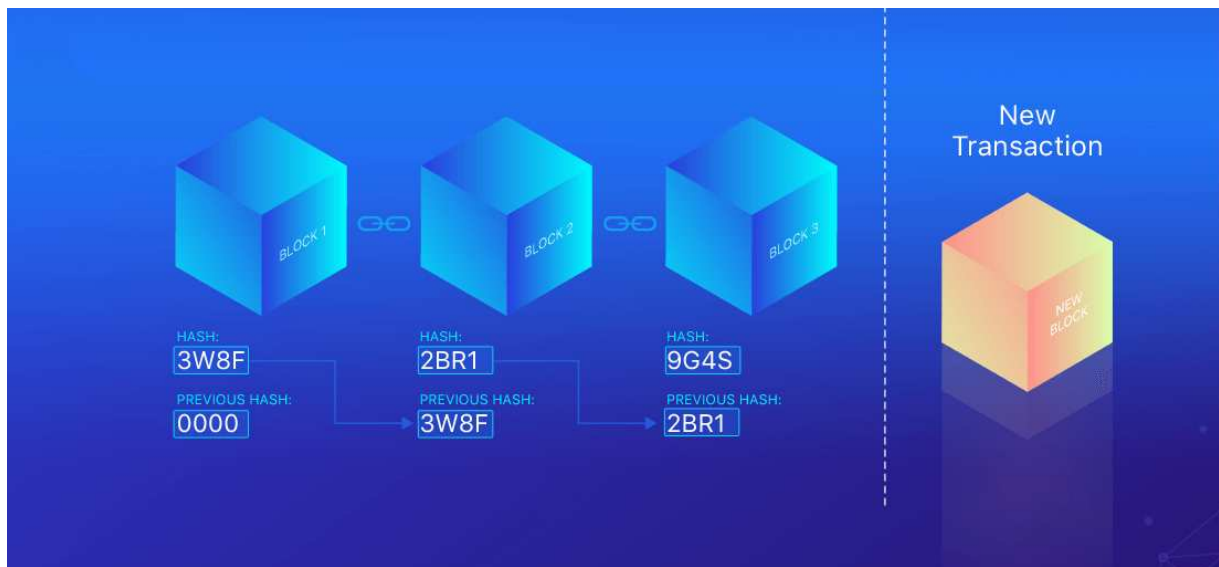 New
Transaction
BLOCK 1
BLOCK 2
BLOCK 3
NEW
BLOCK
HASH:
3W8F
PREVIOUS HASH:
0000
HASH:
2BR1
PREVIOUS HASH:
3W8F
HASH:
9G4S
PREVIOUS HASH:
2BR1